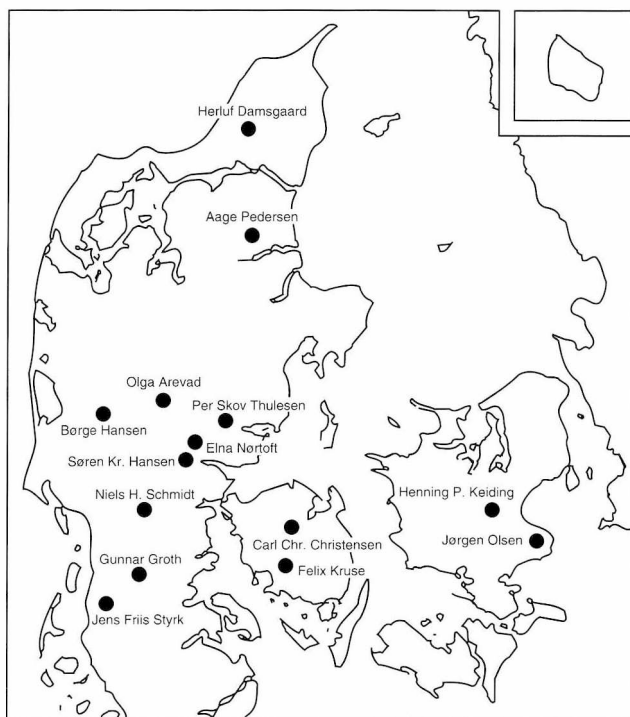 Herluf Damsgaard
Aage Pedersen
Olga Arevad
Per Skov Thulesen
Børge Hansen
Elna Nørtoft
Søren Kr. Hansen
Niels H. Schmidt
Henning P. Keiding
Carl Chr. Christensen
Jørgen Olsen
Gunnar Groth
Felix Kruse
Jens Friis Styrk